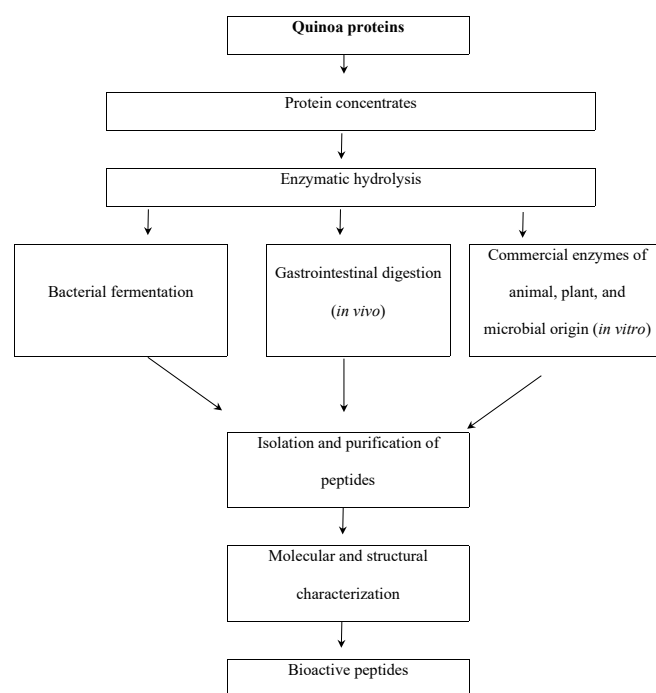 Quinoa proteins
Protein concentrates
Enzymatic hydrolysis
Bacterial fermentation
Gastrointestinal digestion
(in vivo)
Commercial enzymes of
animal, plant, and
microbial origin (in vitro)
Isolation and purification of
peptides
Molecular and structural
characterization
Bioactive peptides